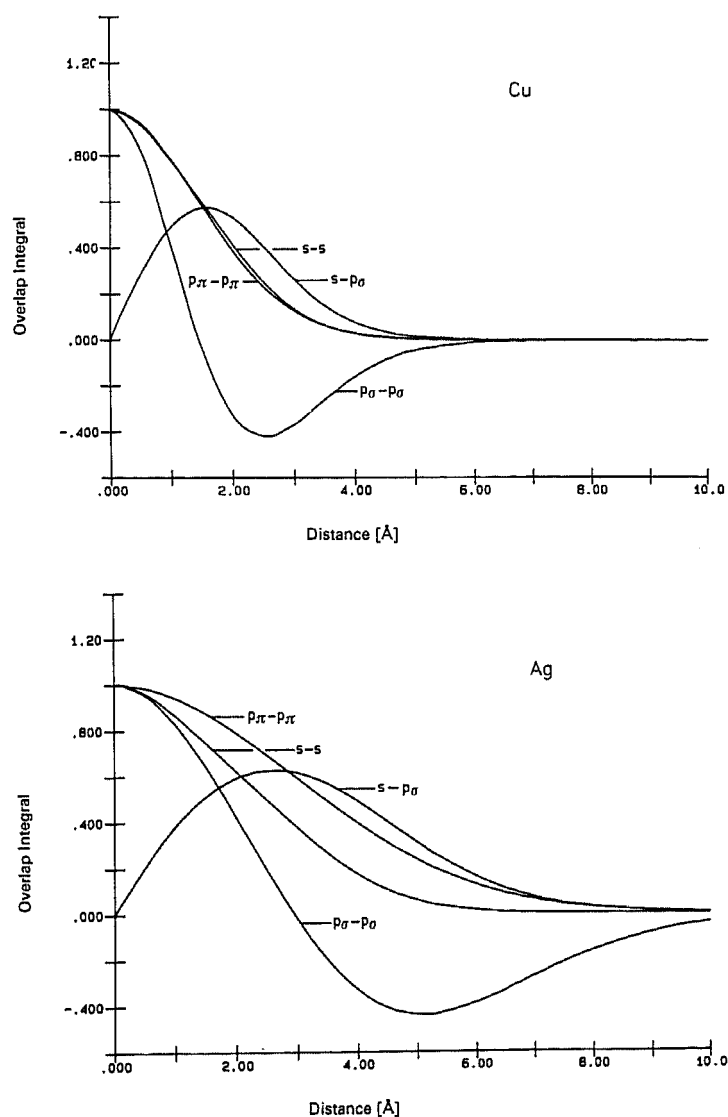 1.20
Cu
.800
Overlap Integral
.400
s-s
s-pσ
pπ-pπ
.000
pσ-pσ
-.400
.000 2.00 4.00 6.00 8.00 10.0
Distance [Å]
1.20
Ag
pπ-pπ
.800
s-s
s-pσ
Overlap Integral
.400
.000
pσ-pσ
-.400
.000 2.00 4.00 6.00 8.00 10.0
Distance [Å]